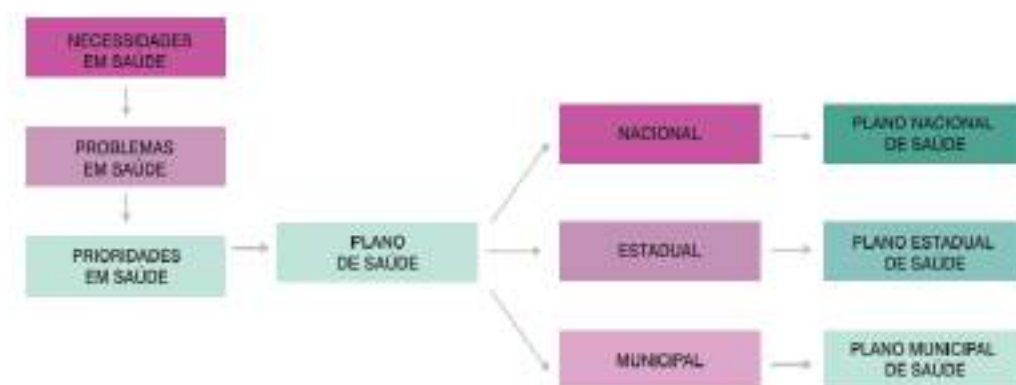 NECESSIDADES
EM SAÚDE
PROBLEMAS
EM SAÚDE
PRIORIDADES
EM SAÚDE
PLANO
DE SAÚDE
NACIONAL
PLANO NACIONAL
DE SAÚDE
ESTADUAL
PLANO ESTADUAL
DE SAÚDE
MUNICIPAL
PLANO MUNICIPAL
DE SAÚDE